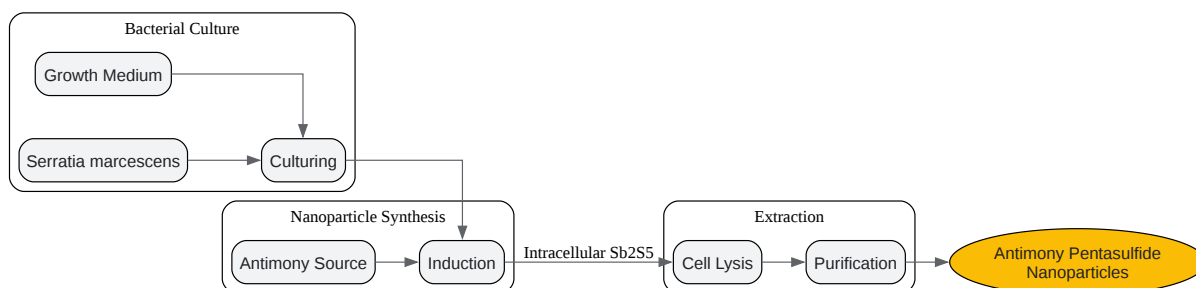 Bacterial Culture
Growth Medium
Serratia marcescens
Culturing
Nanoparticle Synthesis
Antimony Source
Induction
Intracellular Sb2S5
Extraction
Cell Lysis
Purification
Antimony Pentasulfide
Nanoparticles